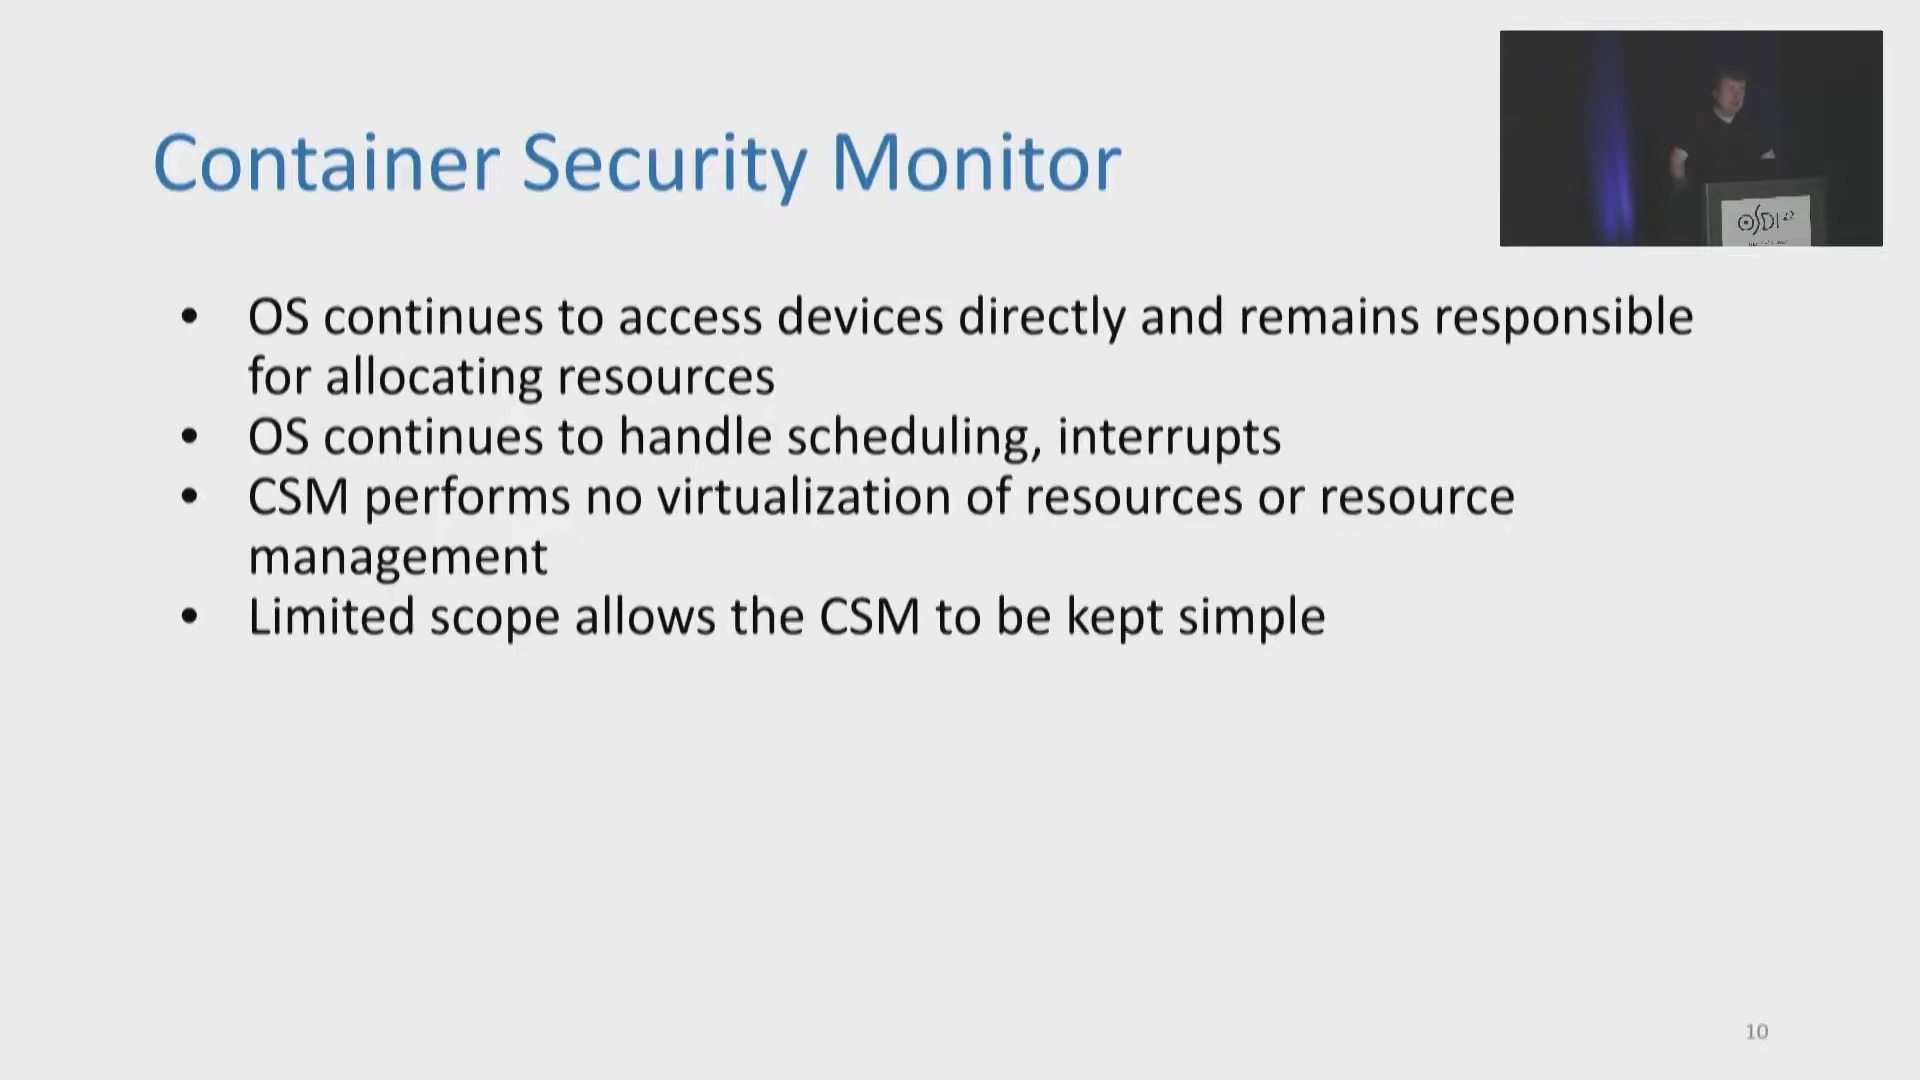 Container Security Monitor
• OS continues to access devices directly and remains responsible
for allocating resources
• OS continues to handle scheduling, interrupts
• CSM performs no virtualization of resources or resource
management
• Limited scope allows the CSM to be kept simple
OSDI
10